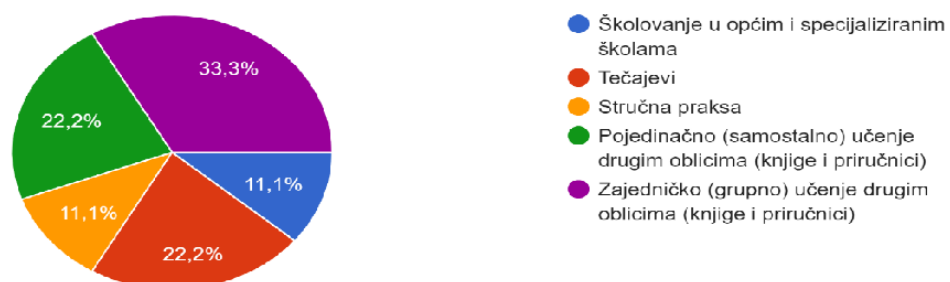 33,3%
22,2%
11,1%
11,1%
22,2%
Školovanje u općim i specijaliziranim
školama
Tečajevi
Stručna praksa
Pojedinačno (samostalno) učenje
drugim oblicima (knjige i priručnici)
Zajedničko (grupno) učenje drugim
oblicima (knjige i priručnici)